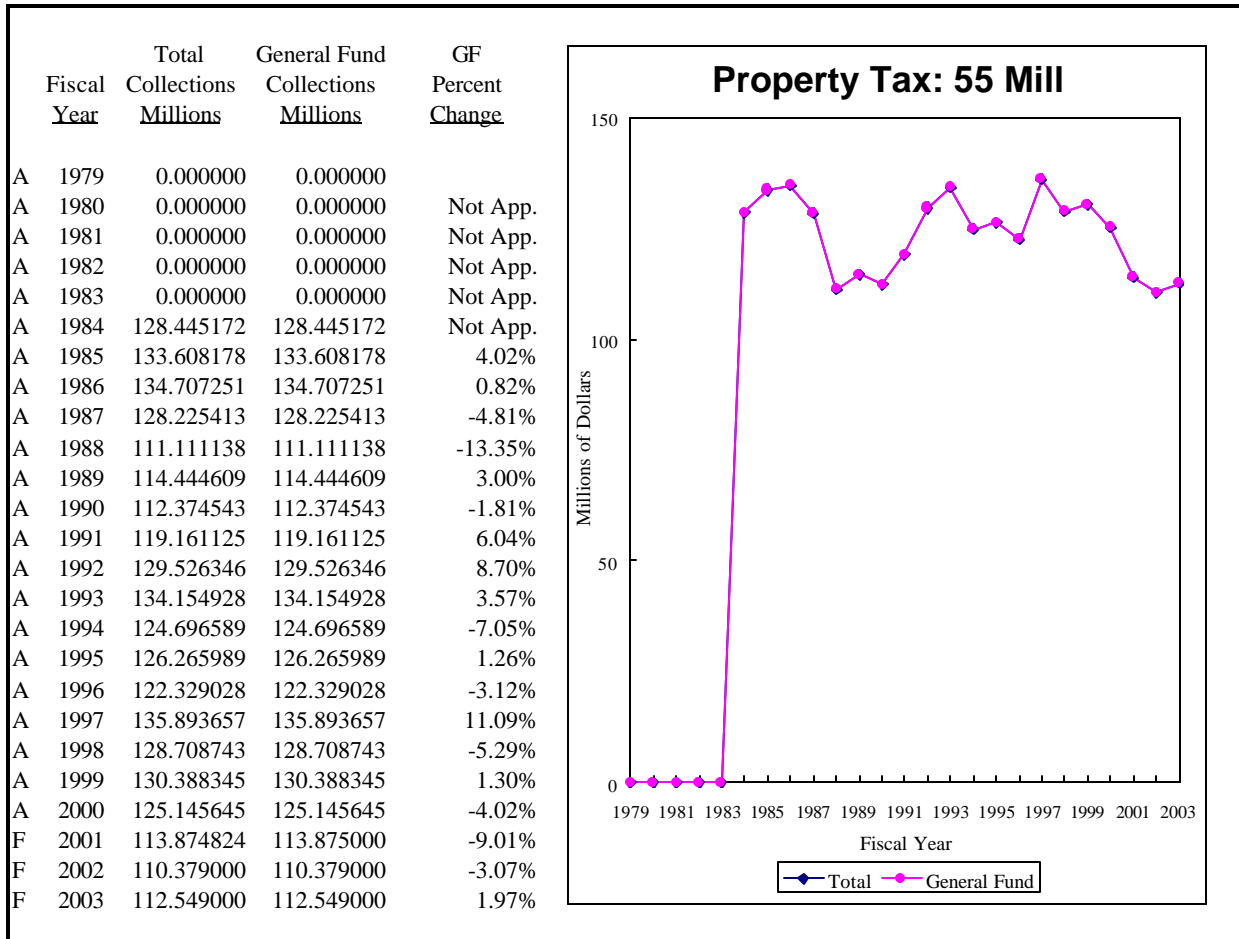 Total General Fund GF
Fiscal Collections Collections Percent
Year Millions Millions Change
A 1979 0.000000 0.000000
A 1980 0.000000 0.000000 Not App.
A 1981 0.000000 0.000000 Not App.
A 1982 0.000000 0.000000 Not App.
A 1983 0.000000 0.000000 Not App.
A 1984 128.445172 128.445172 Not App.
A 1985 133.608178 133.608178 4.02%
A 1986 134.707251 134.707251 0.82%
A 1987 128.225413 128.225413 -4.81%
A 1988 111.111138 111.111138 -13.35%
A 1989 114.444609 114.444609 3.00%
A 1990 112.374543 112.374543 -1.81%
A 1991 119.161125 119.161125 6.04%
A 1992 129.526346 129.526346 8.70%
A 1993 134.154928 134.154928 3.57%
A 1994 124.696589 124.696589 -7.05%
A 1995 126.265989 126.265989 1.26%
A 1996 122.329028 122.329028 -3.12%
A 1997 135.893657 135.893657 11.09%
A 1998 128.708743 128.708743 -5.29%
A 1999 130.388345 130.388345 1.30%
A 2000 125.145645 125.145645 -4.02%
F 2001 113.874824 113.875000 -9.01%
F 2002 110.379000 110.379000 -3.07%
F 2003 112.549000 112.549000 1.97%
Property Tax: 55 Mill
150
100
50
0
Millions of Dollars
1979 1981 1983 1985 1987 1989 1991 1993 1995 1997 1999 2001 2003
Fiscal Year
Total General Fund